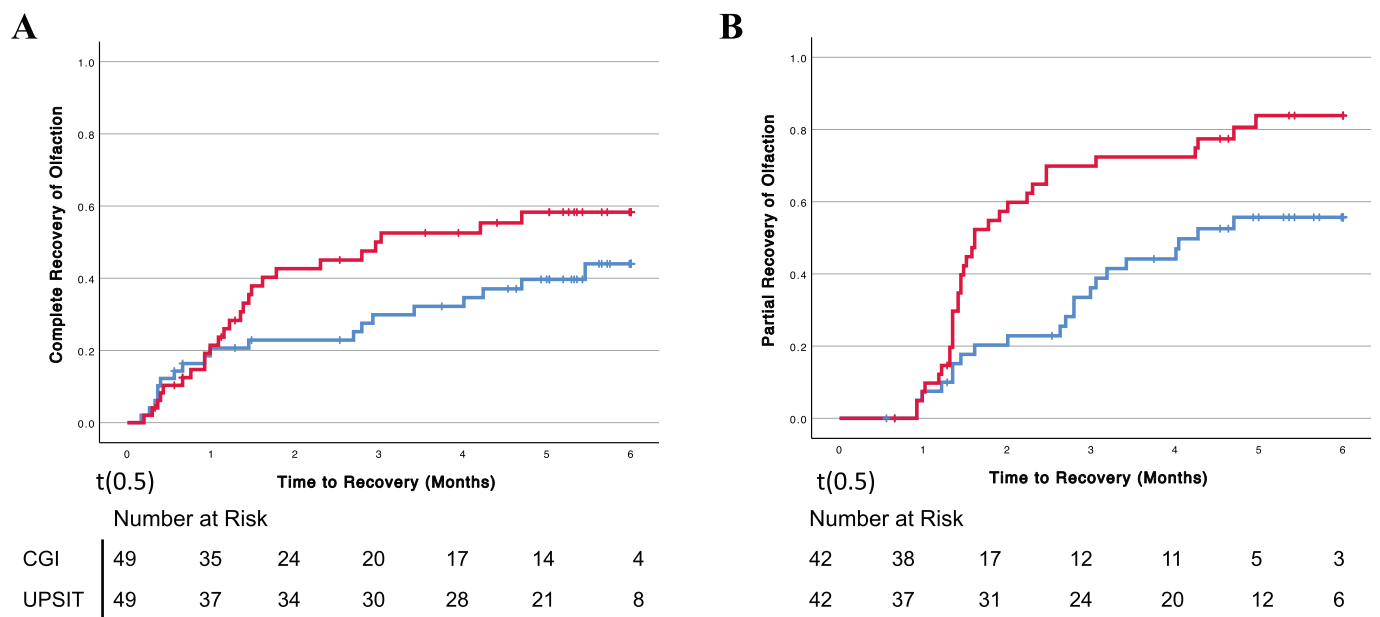 A
B
Complete Recovery of Olfaction
1.0
0.8
0.6
0.4
0.2
0.0
0 1 2 3 4 5 6
t(0.5)
Time to Recovery (Months)
Partial Recovery of Olfaction
1.0
0.8
0.6
0.4
0.2
0.0
0 1 2 3 4 5 6
t(0.5)
Time to Recovery (Months)
Number at Risk
Number at Risk
CGI 49 35 24 20 17 14 4 42 38 17 12 11 5 3
UPSIT 49 37 34 30 28 21 8 42 37 31 24 20 12 6